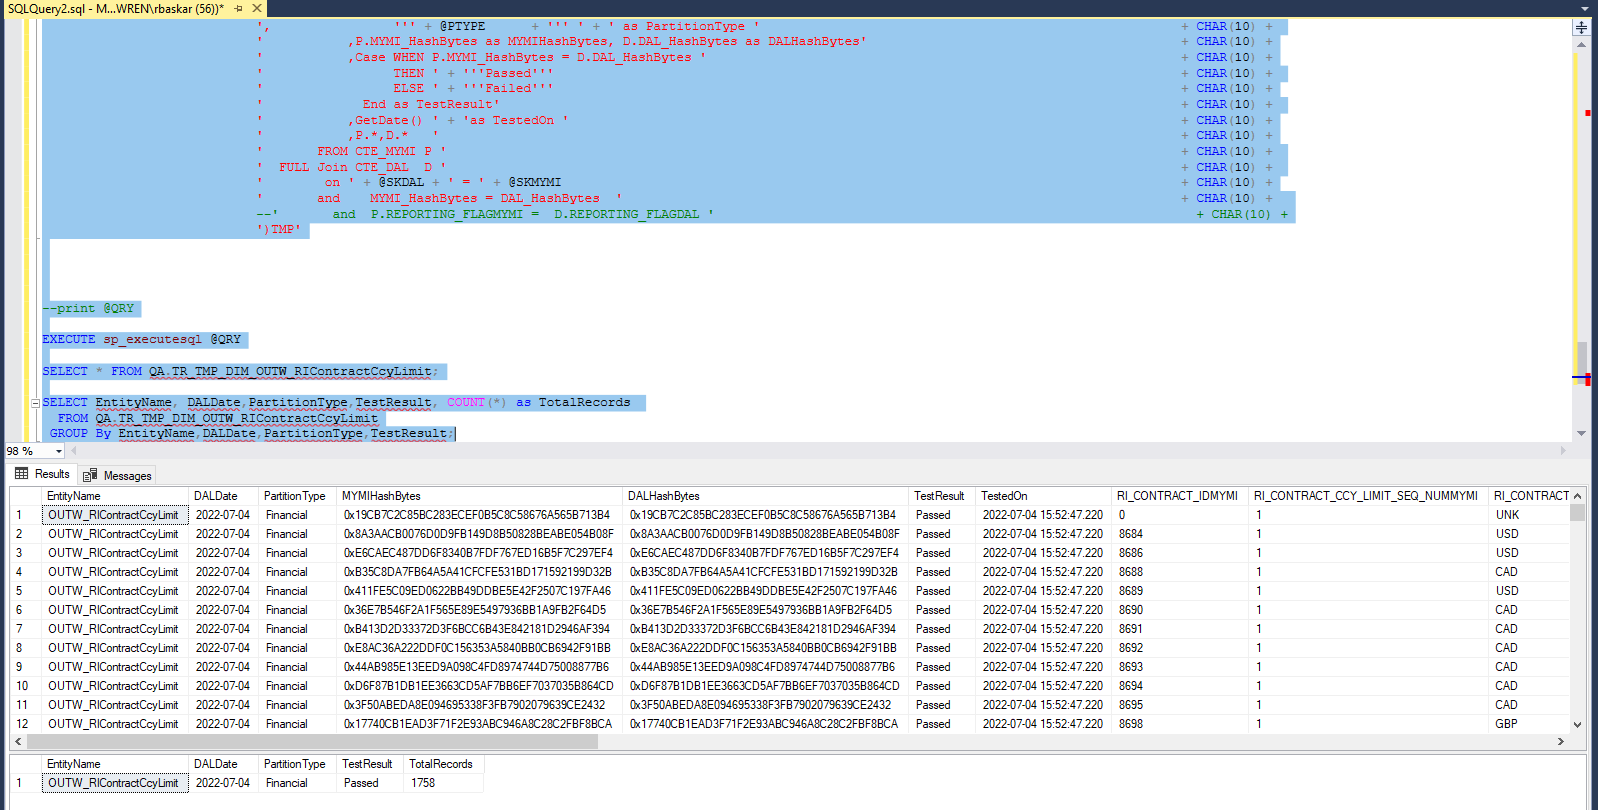 SQLQuery2.sql - M...WREN\rbaskar (56))*
', ''' + @PTYPE + ''' ' + ' as PartitionType ' + CHAR(10) +
' ,P.MYMI_HashBytes as MYMIHashBytes, D.DAL_HashBytes as DALHashBytes' + CHAR(10) +
' ,Case WHEN P.MYMI_HashBytes = D.DAL_HashBytes ' + CHAR(10) +
' THEN ' + '''Passed''' + CHAR(10) +
' ELSE ' + '''Failed''' + CHAR(10) +
' End as TestResult' + CHAR(10) +
' ,GetDate() ' + 'as TestedOn ' + CHAR(10) +
' ,P.*,D.* ' + CHAR(10) +
' FROM CTE_MYMI P ' + CHAR(10) +
' FULL Join CTE_DAL D ' + CHAR(10) +
' on ' + @SKDAL + ' = ' + @SKMYMI + CHAR(10) +
' and MYMI_HashBytes = DAL_HashBytes ' + CHAR(10) +
--' and P.REPORTING_FLAGMYMI = D.REPORTING_FLAGDAL ' + CHAR(10) +
')TMP'
--print @QRY
EXECUTE sp_executesql @QRY
SELECT * FROM QA.TR_TMP_DIM_OUTW_RIContractCcyLimit;
SELECT EntityName, DALDate,PartitionType,TestResult, COUNT(*) as TotalRecords
FROM QA.TR_TMP_DIM_OUTW_RIContractCcyLimit
GROUP By EntityName,DALDate,PartitionType,TestResult;
98 %
Results Messages
EntityName DALDate PartitionType MYMIHashBytes DALHashBytes TestResult TestedOn RI_CONTRACT_IDMYMI RI_CONTRACT_CCY_LIMIT_SEQ_NUMMYMI RI_CONTRACT
1 OUTW_RIContractCcyLimit 2022-07-04 Financial 0x19CB7C2C85BC283ECEF0B5C8C58676A565B713B4 0x19CB7C2C85BC283ECEF0B5C8C58676A565B713B4 Passed 2022-07-04 15:52:47.220 0 1 UNK
2 OUTW_RIContractCcyLimit 2022-07-04 Financial 0x8A3AACB0076D0D9FB149D8B50828BEABE054B08F 0x8A3AACB0076D0D9FB149D8B50828BEABE054B08F Passed 2022-07-04 15:52:47.220 8684 1 USD
3 OUTW_RIContractCcyLimit 2022-07-04 Financial 0xE6CAEC487DD6F8340B7FDF767ED16B5F7C297EF4 0xE6CAEC487DD6F8340B7FDF767ED16B5F7C297EF4 Passed 2022-07-04 15:52:47.220 8686 1 USD
4 OUTW_RIContractCcyLimit 2022-07-04 Financial 0xB35C8DA7FB64A5A41CFCFE531BD171592199D32B 0xB35C8DA7FB64A5A41CFCFE531BD171592199D32B Passed 2022-07-04 15:52:47.220 8688 1 CAD
5 OUTW_RIContractCcyLimit 2022-07-04 Financial 0x411FE5C09ED0622BB49DDBE5E42F2507C197FA46 0x411FE5C09ED0622BB49DDBE5E42F2507C197FA46 Passed 2022-07-04 15:52:47.220 8689 1 USD
6 OUTW_RIContractCcyLimit 2022-07-04 Financial 0x36E7B546F2A1F565E89E5497936BB1A9FB2F64D5 0x36E7B546F2A1F565E89E5497936BB1A9FB2F64D5 Passed 2022-07-04 15:52:47.220 8690 1 CAD
7 OUTW_RIContractCcyLimit 2022-07-04 Financial 0xB413D2D33372D3F6BCC6B43E842181D2946AF394 0xB413D2D33372D3F6BCC6B43E842181D2946AF394 Passed 2022-07-04 15:52:47.220 8691 1 CAD
8 OUTW_RIContractCcyLimit 2022-07-04 Financial 0xE8AC36A222DDF0C156353A5840BB0CB6942F91BB 0xE8AC36A222DDF0C156353A5840BB0CB6942F91BB Passed 2022-07-04 15:52:47.220 8692 1 CAD
9 OUTW_RIContractCcyLimit 2022-07-04 Financial 0x44AB985E13EED9A098C4FD8974744D75008877B6 0x44AB985E13EED9A098C4FD8974744D75008877B6 Passed 2022-07-04 15:52:47.220 8693 1 CAD
10 OUTW_RIContractCcyLimit 2022-07-04 Financial 0xD6F87B1DB1EE3663CD5AF7BB6EF7037035B864CD 0xD6F87B1DB1EE3663CD5AF7BB6EF7037035B864CD Passed 2022-07-04 15:52:47.220 8694 1 CAD
11 OUTW_RIContractCcyLimit 2022-07-04 Financial 0x3F50ABEDA8E094695338F3FB7902079639CE2432 0x3F50ABEDA8E094695338F3FB7902079639CE2432 Passed 2022-07-04 15:52:47.220 8695 1 CAD
12 OUTW_RIContractCcyLimit 2022-07-04 Financial 0x17740CB1EAD3F71F2E93ABC946A8C28C2FBF8BCA 0x17740CB1EAD3F71F2E93ABC946A8C28C2FBF8BCA Passed 2022-07-04 15:52:47.220 8698 1 GBP
EntityName DALDate PartitionType TestResult TotalRecords
1 OUTW_RIContractCcyLimit 2022-07-04 Financial Passed 1758